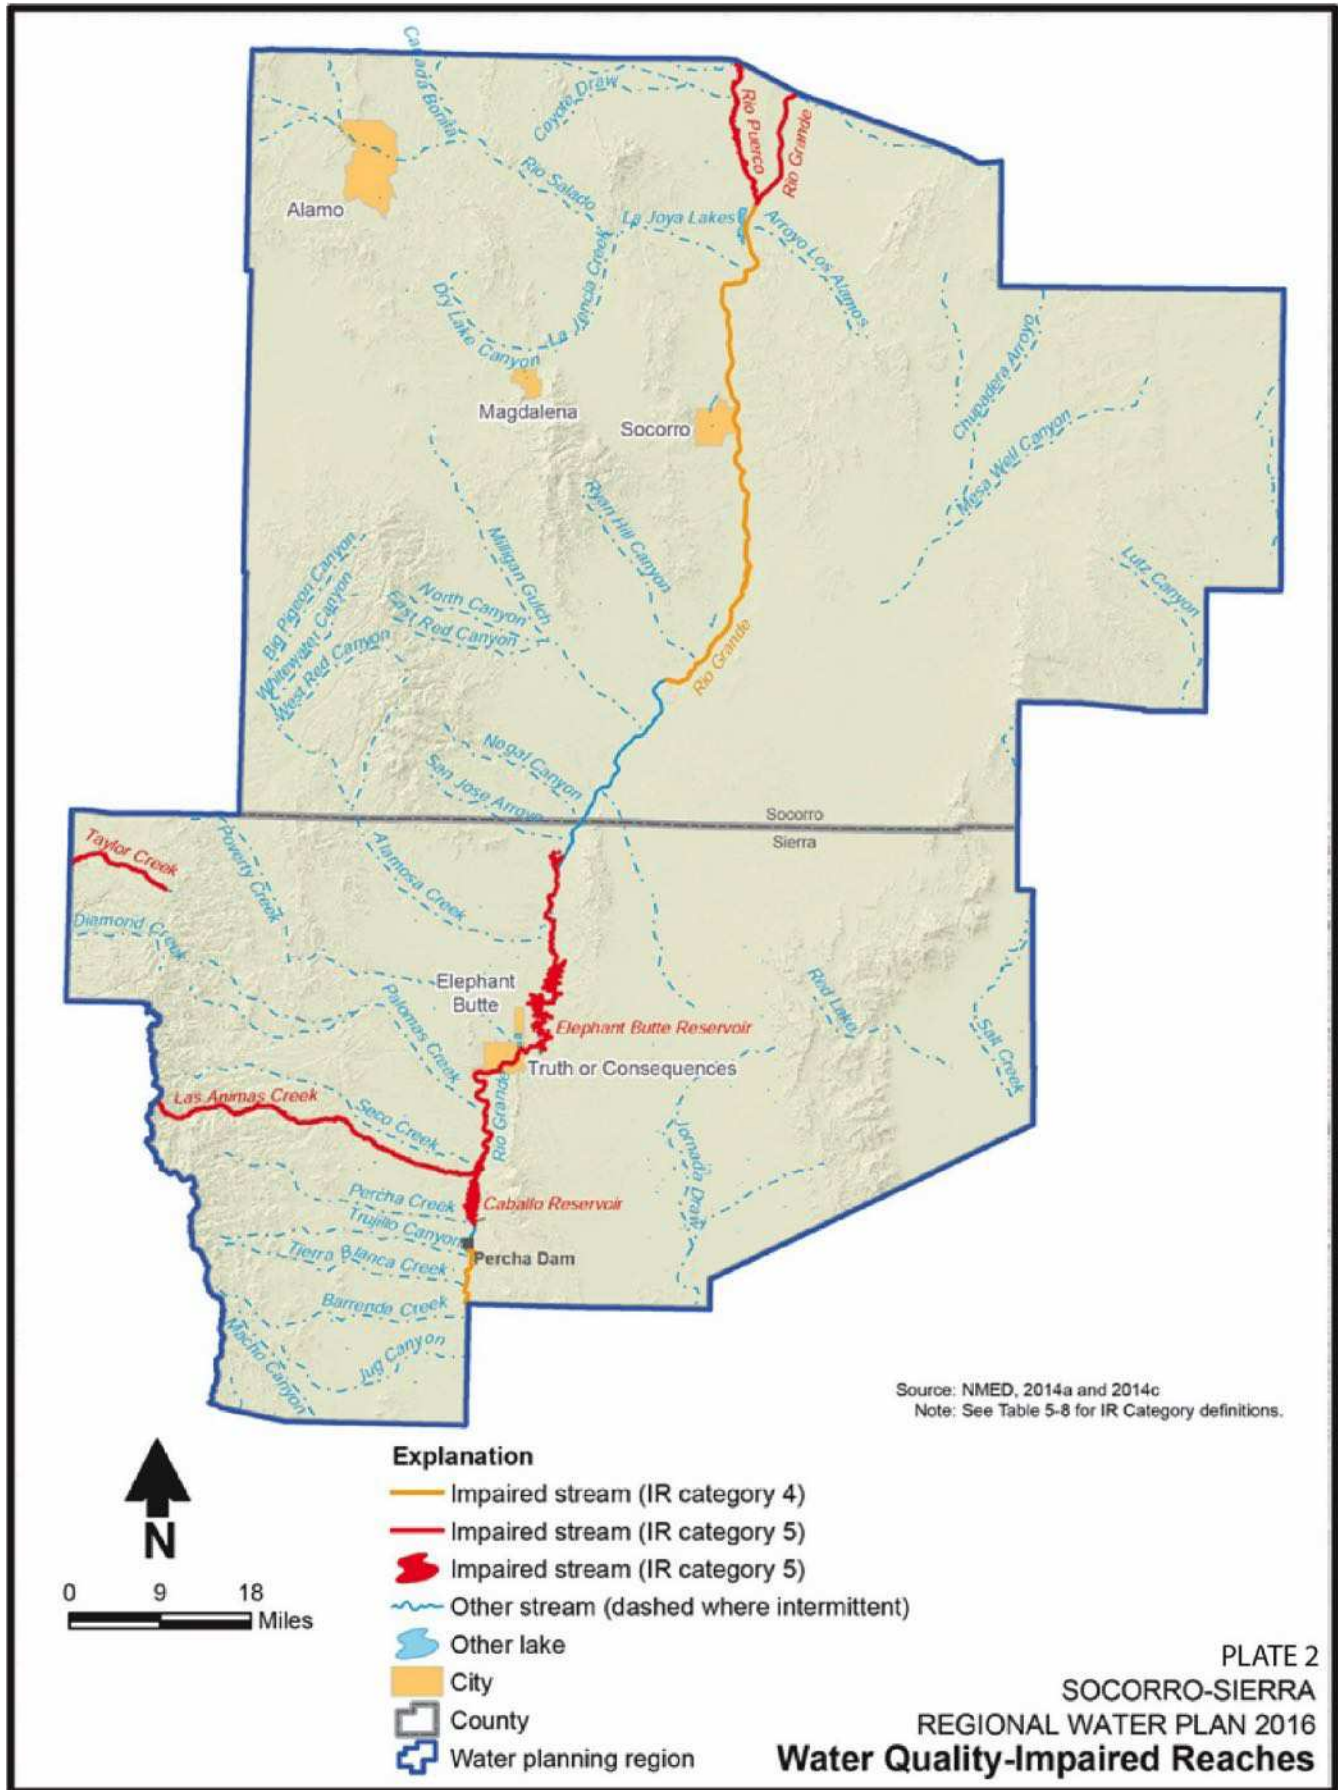 Cañada Bonita
Coyote Draw
Rio Puerco
Rio Grande
Alamo
Rio Salado
La Joya Lakes
Arroyo Los Alamos
La Jencia Creek
Dry Lake Canyon
Magdalena
Socorro
Chupadera Arroyo
Mesa Well Canyon
Ryan Hill Canyon
Milligan Gulch
Lutz Canyon
Big Pigeon Canyon
Whitewater Canyon
West Red Canyon
North Canyon
East Red Canyon
Rio Grande
Nogal Canyon
San Jose Arroyo
Socorro
Sierra
Taylor Creek
Poverty Creek
Alamosa Creek
Diamond Creek
Elephant
Butte
Palomas Creek
Red Lake
Salt Creek
Elephant Butte Reservoir
Truth or Consequences
Las Animas Creek
Seco Creek
Rio Grande
Jornada Draw
Percha Creek
Caballo Reservoir
Trujillo Canyon
Percha Dam
Tierra Blanca Creek
Barrenda Creek
Macho Canyon
Jug Canyon
Source: NMED, 2014a and 2014c
Note: See Table 5-8 for IR Category definitions.
N
0 9 18
Miles
Explanation
Impaired stream (IR category 4)
Impaired stream (IR category 5)
Impaired stream (IR category 5)
Other stream (dashed where intermittent)
Other lake
City
County
Water planning region
PLATE 2
SOCORRO-SIERRA
REGIONAL WATER PLAN 2016
Water Quality-Impaired Reaches